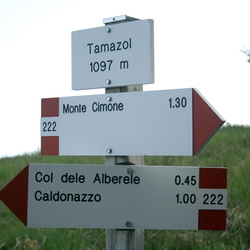 Tamazol
1097 m
Monte Cimone 1.30
222
Col dele Alberele 0.45
Caldonazzo 1.00 222